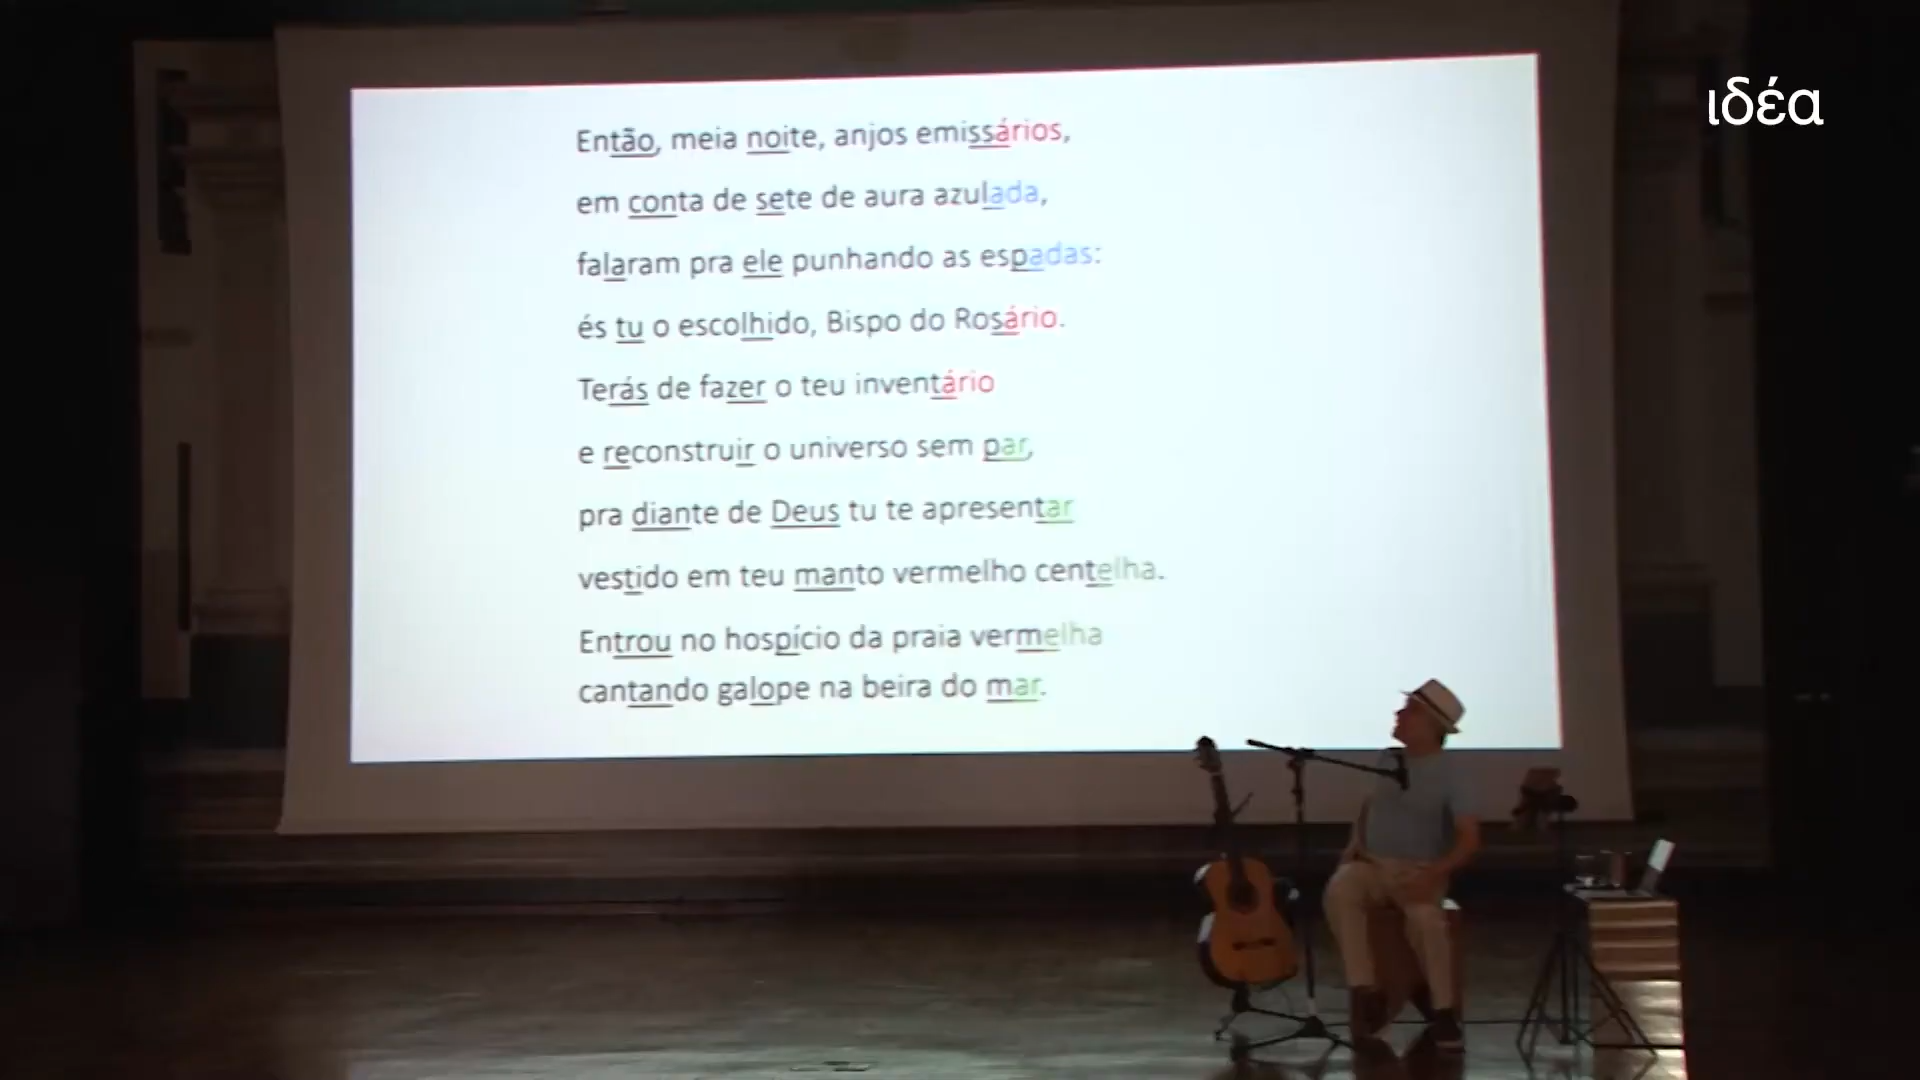 Então, meia noite, anjos emissários,
em conta de sete de aura azulada,
falaram pra ele punhando as espadas:
és tu o escolhido, Bispo do Rosário.
Terás de fazer o teu inventário
e reconstruir o universo sem par,
pra diante de Deus tu te apresentar
vestido em teu manto vermelho centelha.
Entrou no hospício da praia vermelha
cantando galope na beira do mar.
ιδέα